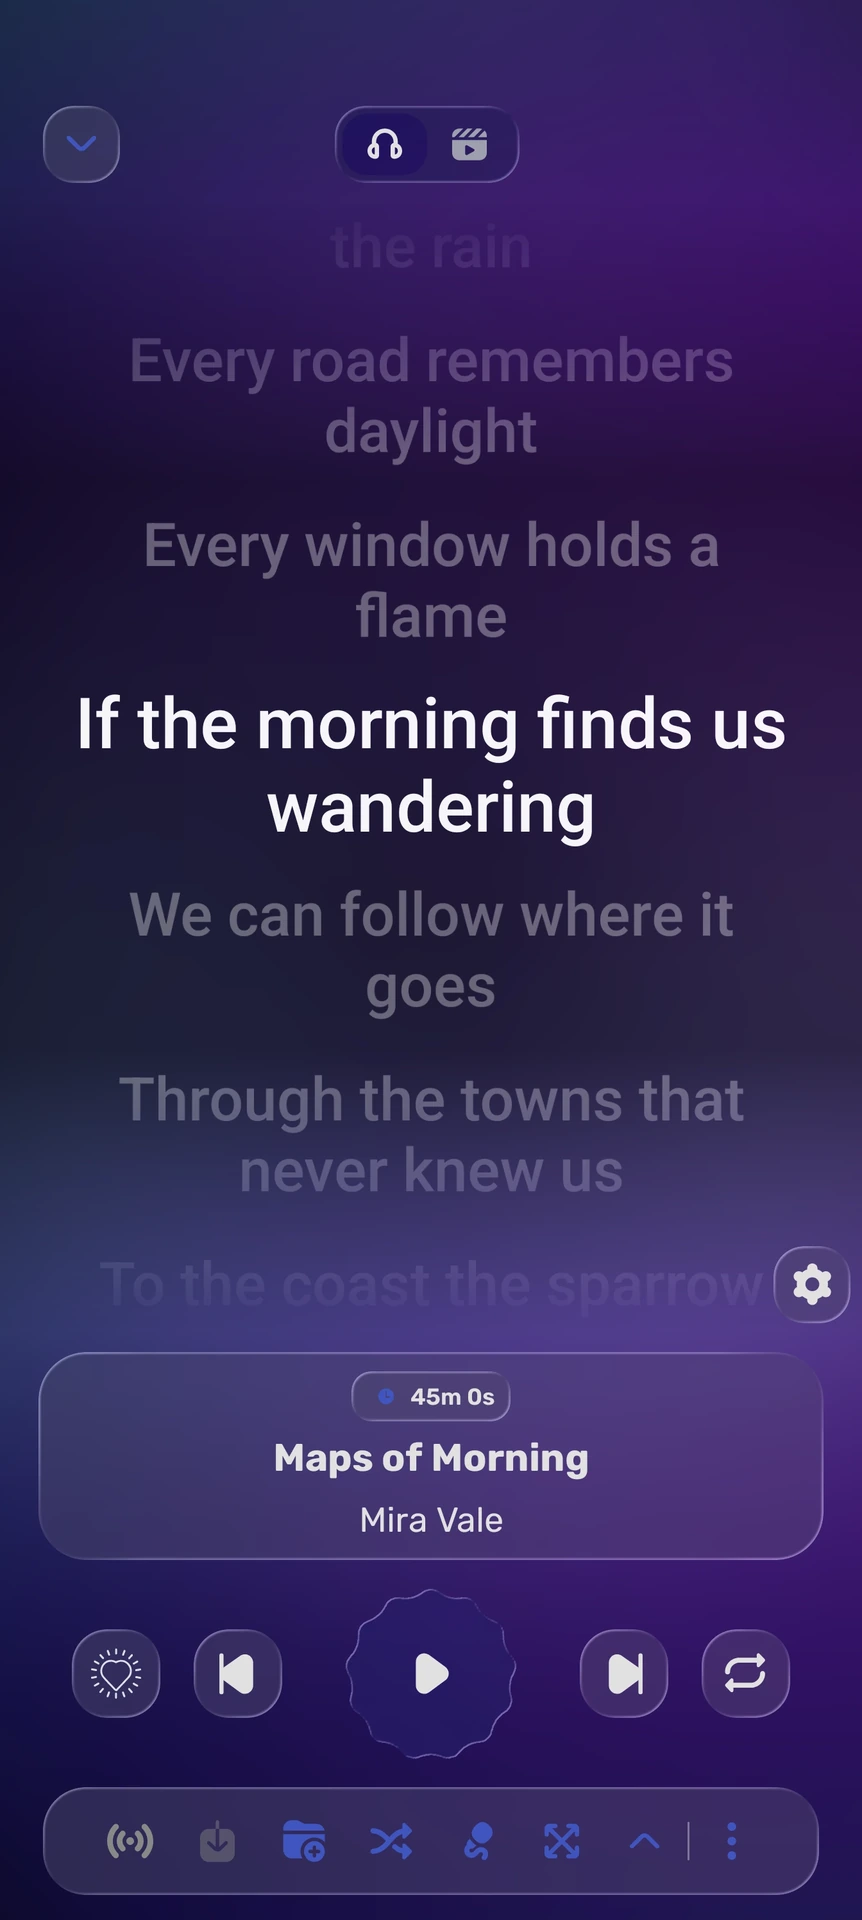 the rain
Every road remembers
daylight
Every window holds a
flame
If the morning finds us
wandering
We can follow where it
goes
Through the towns that
never knew us
To the coast the sparrow
45m 0s
Maps of Morning
Mira Vale